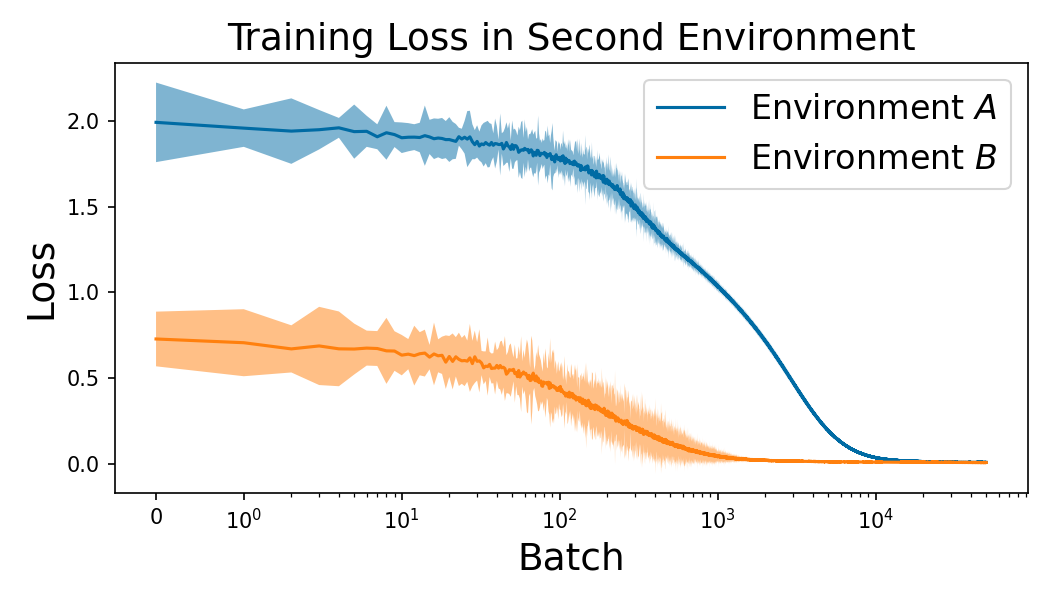 Training Loss in Second Environment
Environment A
Environment B
Loss
2.0
1.5
1.0
0.5
0.0
0 10⁰ 10¹ 10² 10³ 10⁴
Batch